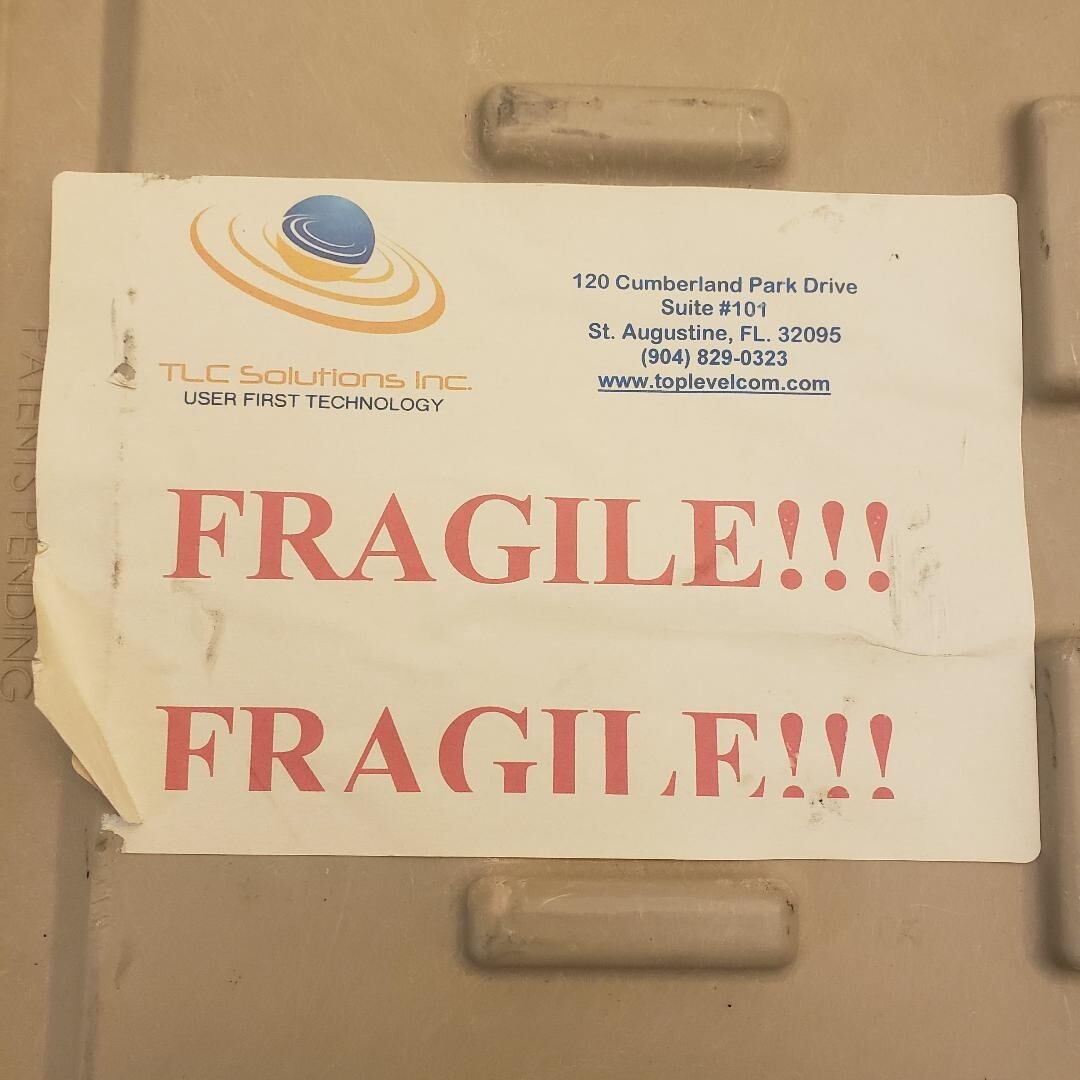 TLC Solutions Inc.
USER FIRST TECHNOLOGY
120 Cumberland Park Drive
Suite #101
St. Augustine, FL. 32095
(904) 829-0323
www.toplevelcom.com
FRAGILE!!!
FRAGILE!!!
PATENTS PENDING